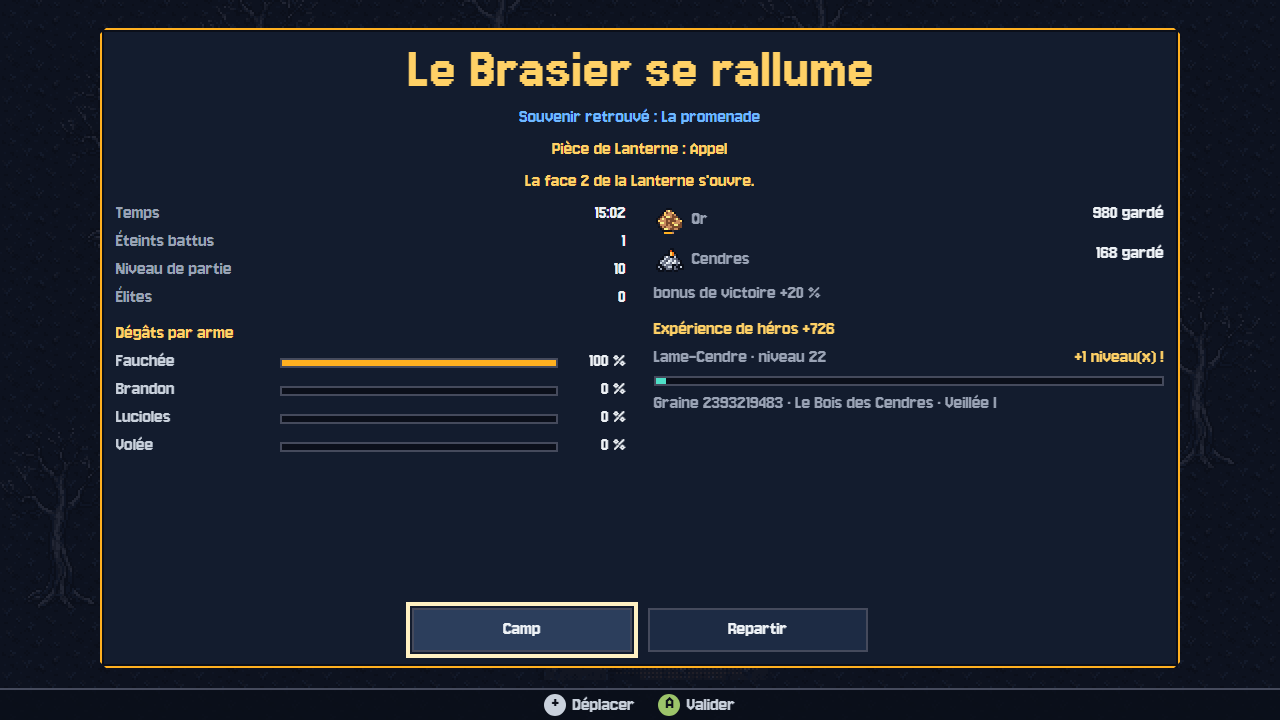 Le Brasier se rallume
Souvenir retrouvé : La promenade
Pièce de Lanterne : Appel
La face 2 de la Lanterne s'ouvre.
Temps 15:02
Éteints battus 1
Niveau de partie 10
Élites 0
Dégâts par arme
Fauchée 100 %
Brandon 0 %
Lucioles 0 %
Volée 0 %
Or 980 gardé
Cendres 168 gardé
bonus de victoire +20 %
Expérience de héros +726
Lame-Cendre · niveau 22 +1 niveau(x) !
Graine 2393219483 · Le Bois des Cendres · Veillée I
Camp
Repartir
+ Déplacer A Valider